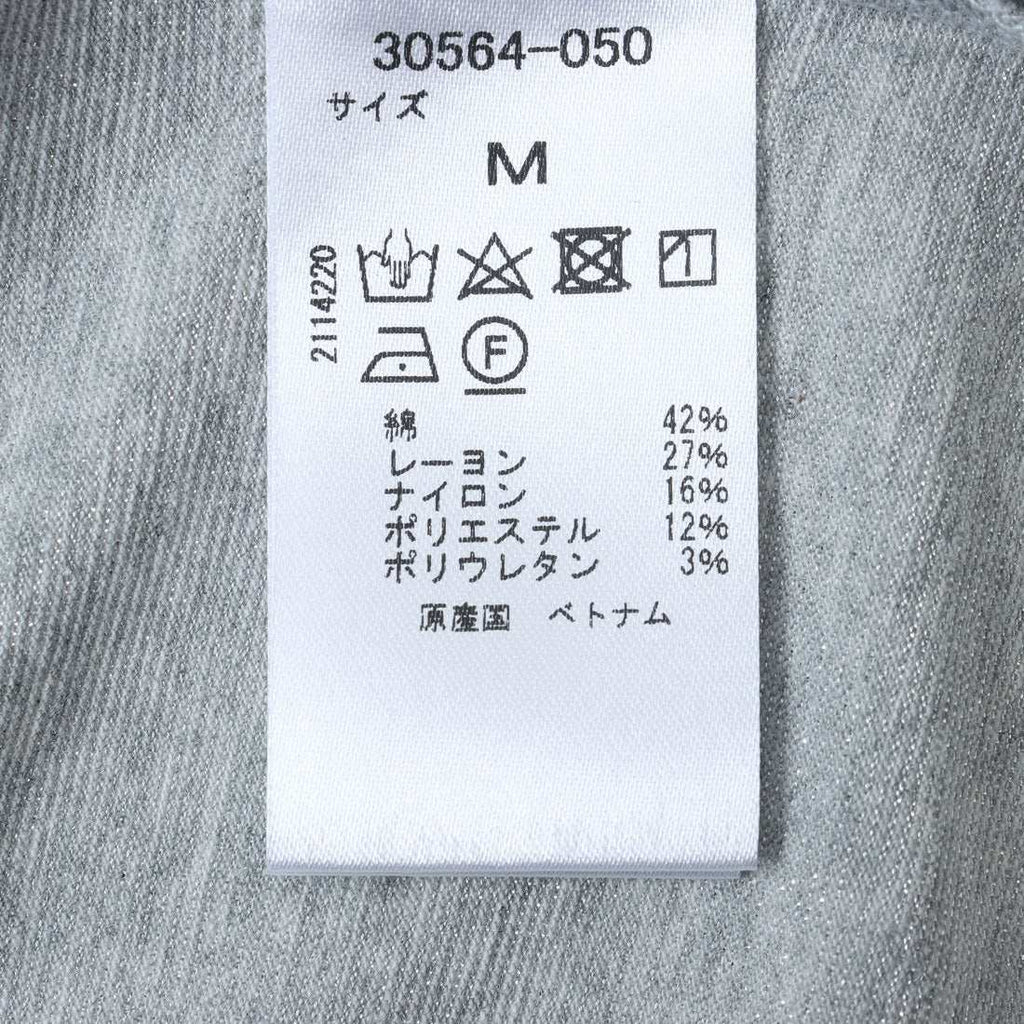 30564-050
サイズ
M
2114220
F
綿 42%
レーヨン 27%
ナイロン 16%
ポリエステル 12%
ポリウレタン 3%
原産国 ベトナム